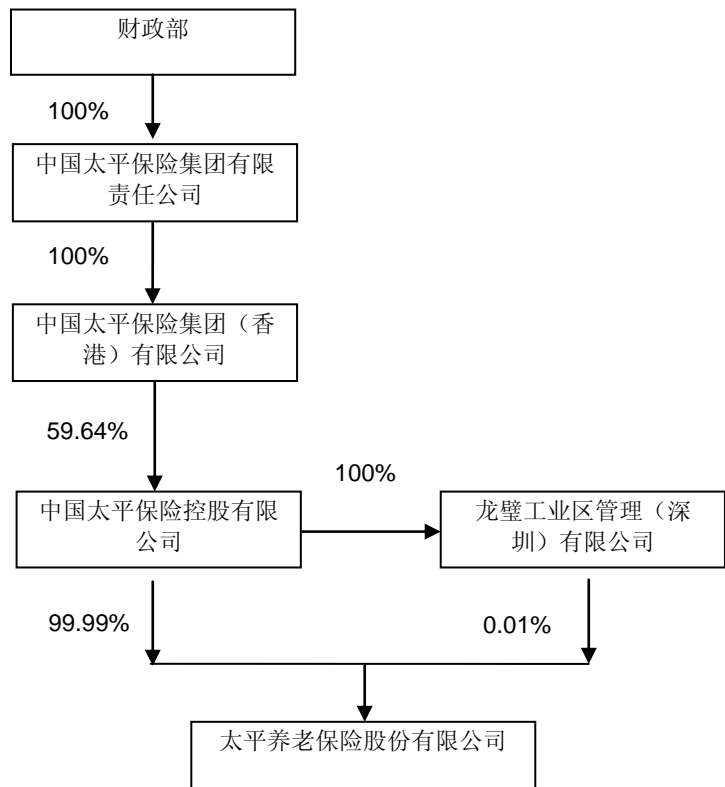 财政部
100%
中国太平保险集团有限
责任公司
100%
中国太平保险集团（香
港）有限公司
59.64%
100%
中国太平保险控股有限
公司
龙璧工业区管理（深
圳）有限公司
99.99%
0.01%
太平养老保险股份有限公司